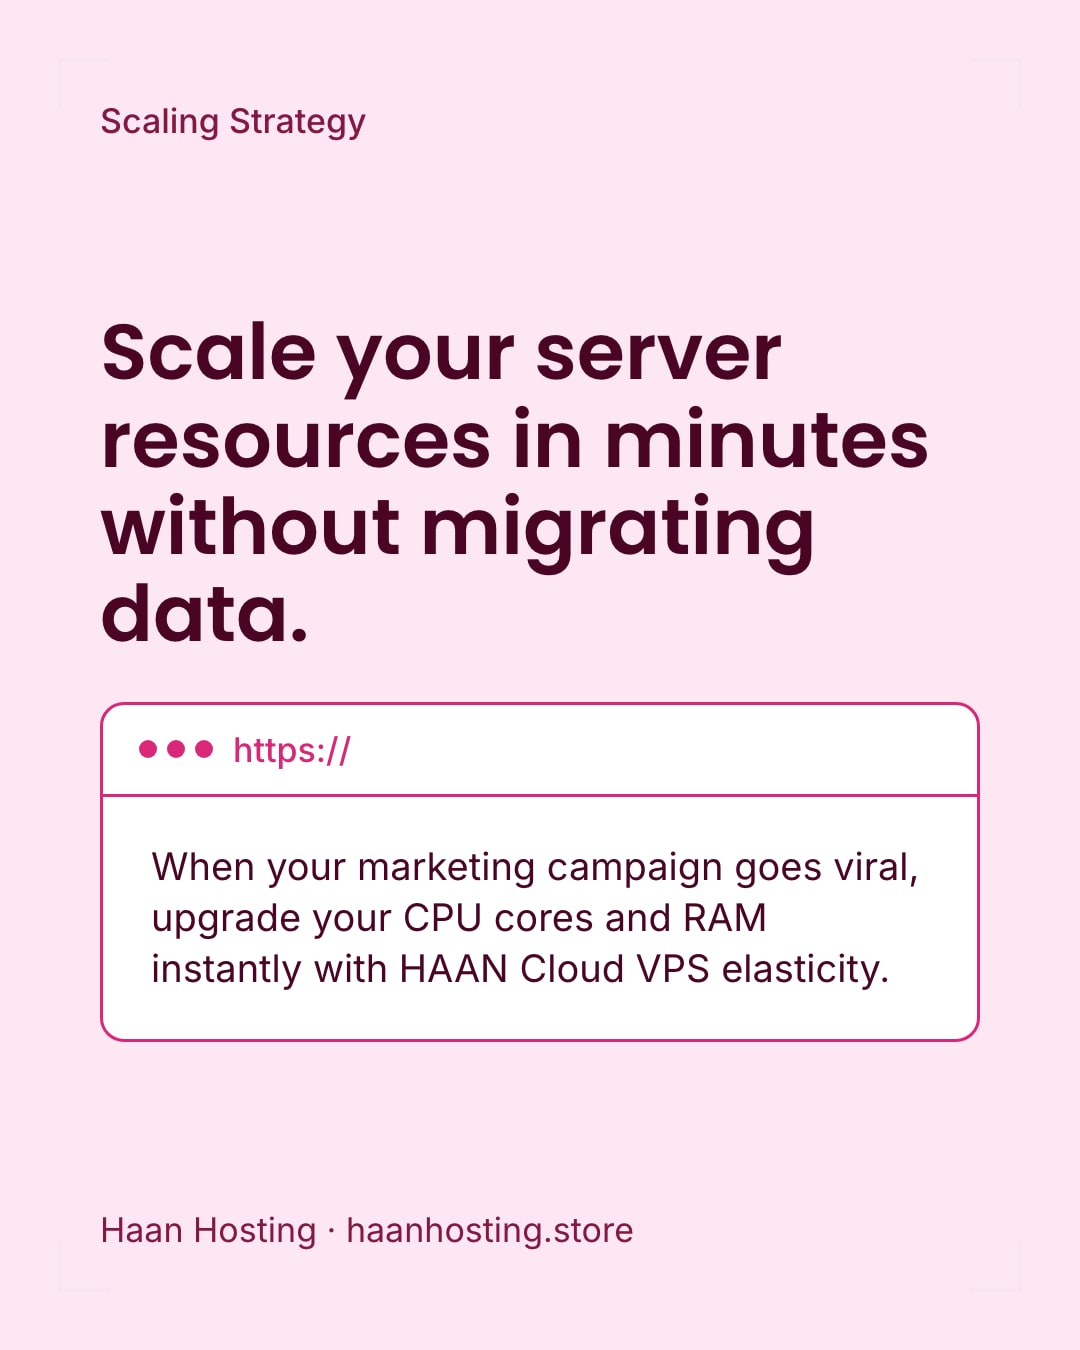 Scaling Strategy
Scale your server
resources in minutes
without migrating
data.
https://
When your marketing campaign goes viral,
upgrade your CPU cores and RAM
instantly with HAAN Cloud VPS elasticity.
Haan Hosting · haanhosting.store